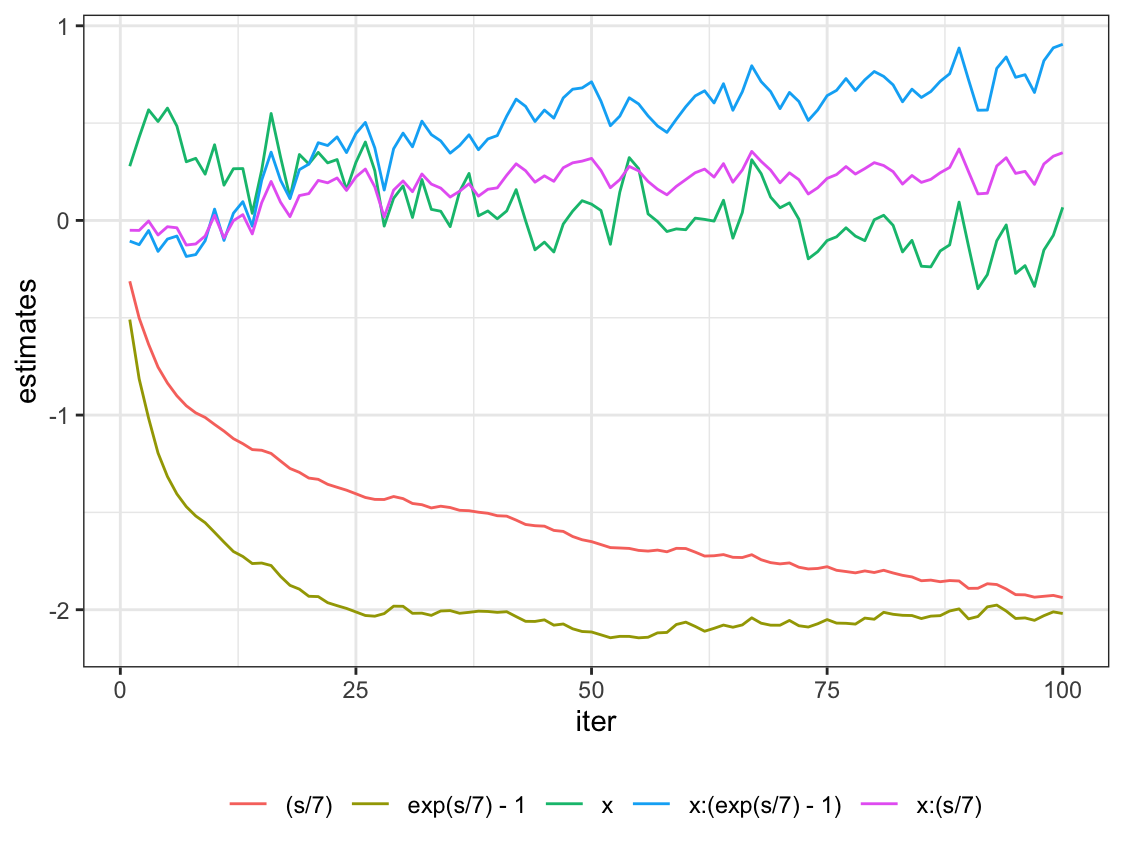 1
0
-1
-2
estimates
0 25 50 75 100
iter
(s/7) exp(s/7) - 1 x x:(exp(s/7) - 1) x:(s/7)